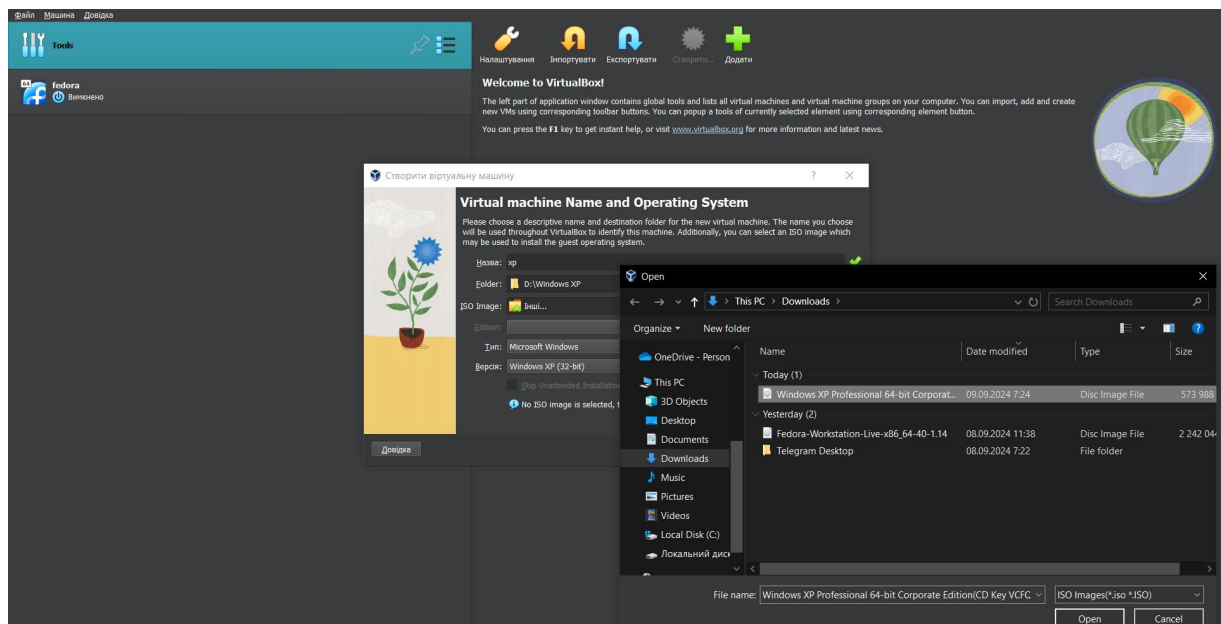 Файл Машина Довідка
Tools
Налаштування Імпортувати Експортувати Створити... Додати
64 fedora
Вимкнено
Welcome to VirtualBox!
The left part of application window contains global tools and lists all virtual machines and virtual machine groups on your computer. You can import, add and create
new VMs using corresponding toolbar buttons. You can popup a tools of currently selected element using corresponding element button.
You can press the F1 key to get instant help, or visit www.virtualbox.org for more information and latest news.
Створити віртуальну машину ?
Virtual machine Name and Operating System
Please choose a descriptive name and destination folder for the new virtual machine. The name you choose
will be used throughout VirtualBox to identify this machine. Additionally, you can select an ISO image which
may be used to install the guest operating system.
Назва: xp
Folder: D:\Windows XP
ISO Image: Інші...
Edition:
Тип: Microsoft Windows
Версія: Windows XP (32-bit)
Skip Unattended Installation
No ISO image is selected, t
Довідка
Open
This PC > Downloads >
Search Downloads
Organize New folder
Name Date modified Type Size
OneDrive - Person
This PC
3D Objects
Desktop
Documents
Downloads
Music
Pictures
Videos
Local Disk (C:)
Локальний диск
Today (1)
Windows XP Professional 64-bit Corporat... 09.09.2024 7:24 Disc Image File 573 988
Yesterday (2)
Fedora-Workstation-Live-x86_64-40-1.14 08.09.2024 11:38 Disc Image File 2 242 044
Telegram Desktop 08.09.2024 7:22 File folder
File name: Windows XP Professional 64-bit Corporate Edition(CD Key VCFC
ISO Images(*.iso *.ISO)
Open Cancel